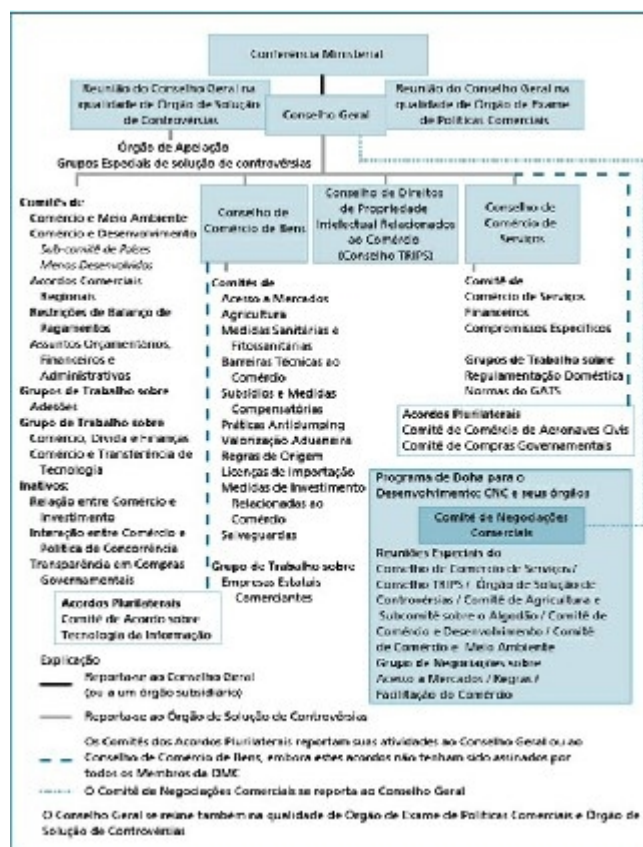 Conferência Ministerial
Reunião do Conselho Geral na
qualidade de Órgão de Solução
de Controvérsias
Conselho Geral
Reunião do Conselho Geral na
qualidade de Órgão de Exame
de Políticas Comerciais
Órgão de Apelação
Grupos Especiais de solução de controvérsias
Comitês de
Comércio e Meio Ambiente
Comércio e Desenvolvimento
Sub-comitê de Países
Menos Desenvolvidos
Acordos Comerciais
Regionais
Restrições de Balanço de
Pagamentos
Assuntos Orçamentários,
Financeiros e
Administrativos
Grupos de Trabalho sobre
Adesões
Grupo de Trabalho sobre
Comércio, Dívida e Finanças
Comércio e Transferência de
Tecnologia
Inativos:
Relação entre Comércio e
Investimento
Interação entre Comércio e
Política de Concorrência
Transparência em Compras
Governamentais
Acordos Plurilaterais
Comitê de Acordo sobre
Tecnologia da Informação
Conselho de
Comércio de Bens
Comitês de
Acesso a Mercados
Agricultura
Medidas Sanitárias e
Fitossanitárias
Barreiras Técnicas ao
Comércio
Subsídios e Medidas
Compensatórias
Práticas Antidumping
Valorização Aduaneira
Regras de Origem
Licenças de Importação
Medidas de Investimento
Relacionadas ao
Comércio
Salvaguardas
Grupo de Trabalho sobre
Empresas Estatais
Comerciantes
Conselho de Direitos
de Propriedade
Intelectual Relacionados
ao Comércio
(Conselho TRIPS)
Conselho de
Comércio de
Serviços
Comitê de
Comércio de Serviços
Financeiros
Compromissos Específicos
Grupos de Trabalho sobre
Regulamentação Doméstica
Normas do GATS
Acordos Plurilaterais
Comitê de Comércio de Aeronaves Civis
Comitê de Compras Governamentais
Programa de Doha para o
Desenvolvimento: CNC e seus órgãos
Comitê de Negociações
Comerciais
Reuniões Especiais do
Conselho de Comércio de Serviços/
Conselho TRIPS / Órgão de Solução de
Controvérsias / Comitê de Agricultura e
Subcomitê sobre o Algodão / Comitê de
Comércio e Desenvolvimento / Comitê
de Comércio e Meio Ambiente
Grupo de Negociações sobre
Acesso a Mercados / Regras /
Facilitação do Comércio
Explicação
Reporta-se ao Conselho Geral
(ou a um órgão subsidiário)
Reporta-se ao Órgão de Solução de Controvérsias
Os Comitês dos Acordos Plurilaterais reportam suas atividades ao Conselho Geral ou ao
Conselho de Comércio de Bens, embora estes acordos não tenham sido assinados por
todos os Membros da OMC
O Comitê de Negociações Comerciais se reporta ao Conselho Geral
O Conselho Geral se reúne também na qualidade de Órgão de Exame de Políticas Comerciais e Órgão de
Solução de Controvérsias